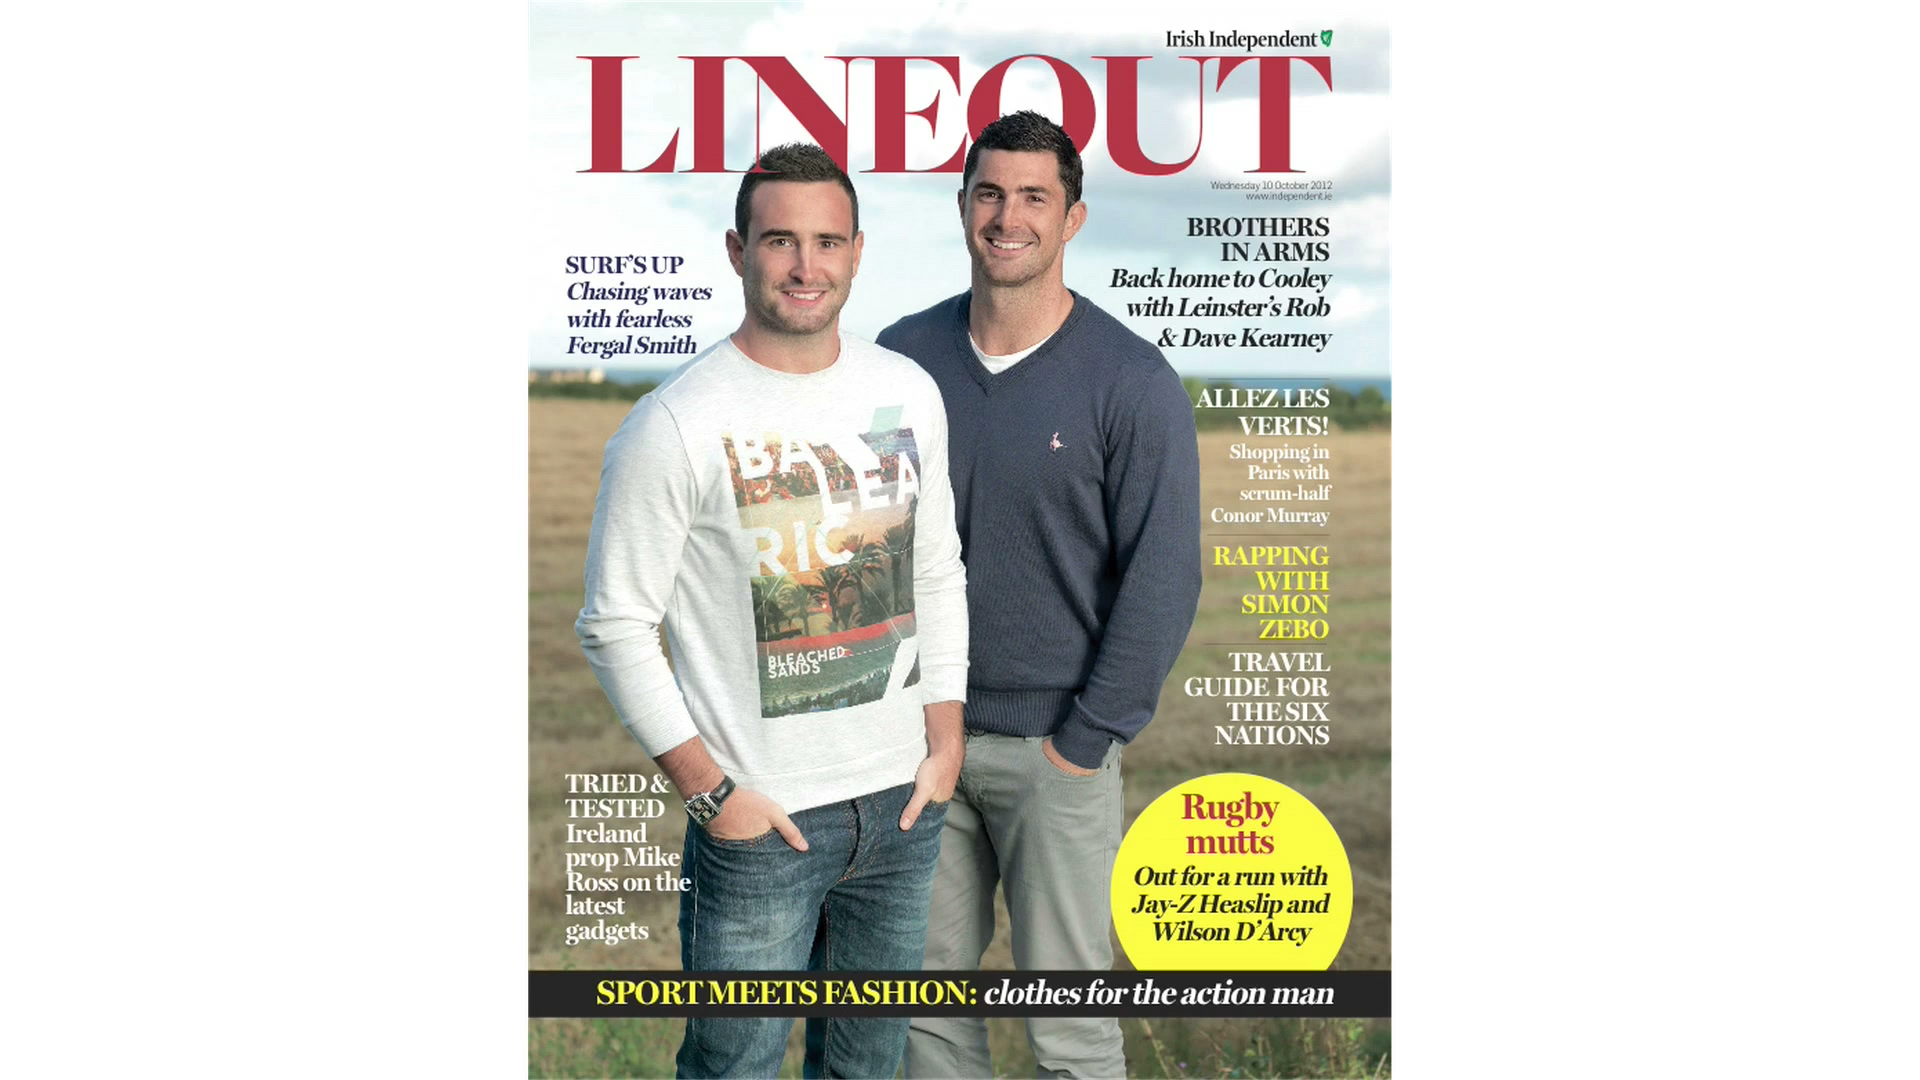 Irish Independent
LINEOUT
Wednesday 10 October 2012
www.independent.ie
BROTHERS
IN ARMS
Back home to Cooley
with Leinster's Rob
& Dave Kearney
SURF'S UP
Chasing waves
with fearless
Fergal Smith
ALLEZ LES
VERTS!
Shopping in
Paris with
scrum-half
Conor Murray
RAPPING
WITH
SIMON
ZEBO
TRAVEL
GUIDE FOR
THE SIX
NATIONS
BA
LEA
RIC
BLEACHED
SANDS
TRIED &
TESTED
Ireland
prop Mike
Ross on the
latest
gadgets
Rugby
mutts
Out for a run with
Jay-Z Heaslip and
Wilson D'Arcy
SPORT MEETS FASHION: clothes for the action man